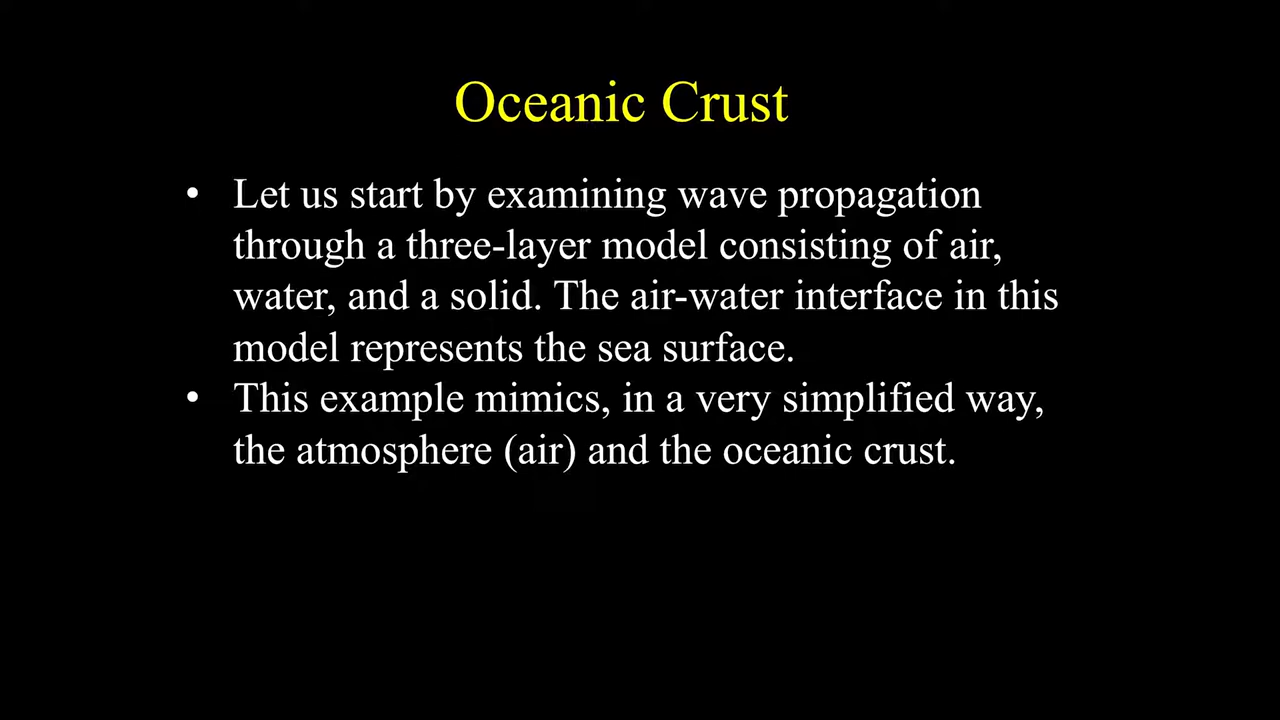 Oceanic Crust
• Let us start by examining wave propagation
through a three-layer model consisting of air,
water, and a solid. The air-water interface in this
model represents the sea surface.
• This example mimics, in a very simplified way,
the atmosphere (air) and the oceanic crust.